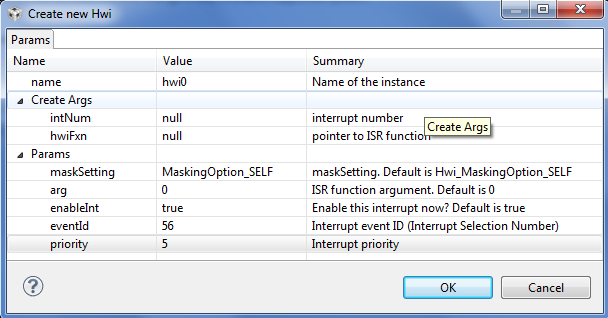 Create new Hwi
Params
Name Value Summary
name hwi0 Name of the instance
Create Args
intNum null interrupt number
hwiFxn null pointer to ISR function
Create Args
Params
maskSetting MaskingOption_SELF maskSetting. Default is Hwi_MaskingOption_SELF
arg 0 ISR function argument. Default is 0
enableInt true Enable this interrupt now? Default is true
eventId 56 Interrupt event ID (Interrupt Selection Number)
priority 5 Interrupt priority
? OK Cancel